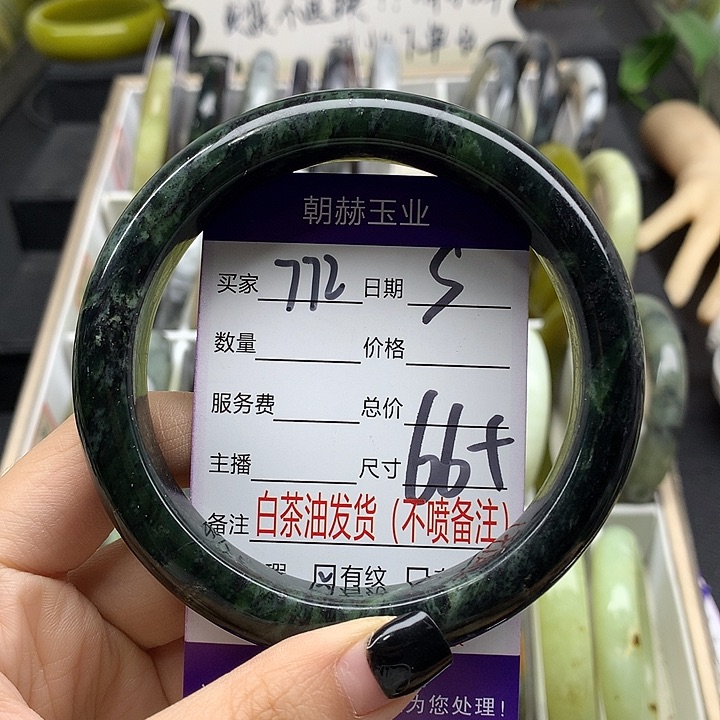 朝赫玉业
买家 772 日期 5
数量 价格
服务费 总价
主播 尺寸 66+
备注 白茶油发货（不喷备注）
有纹
为您处理！